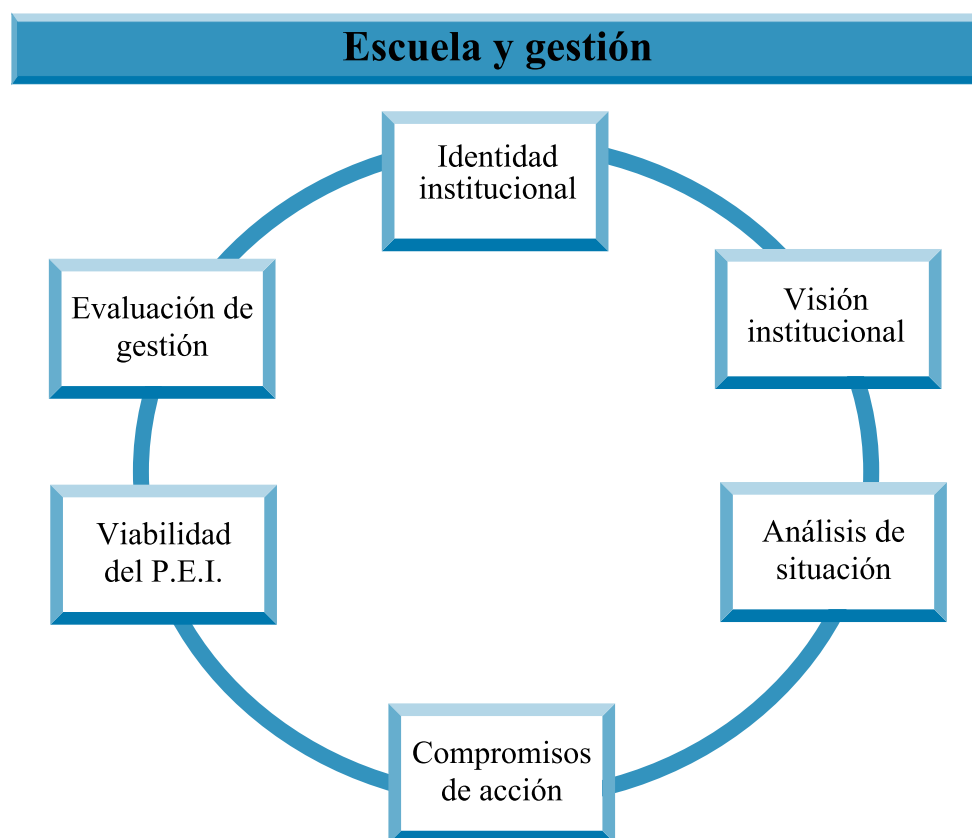 Escuela y gestión
Identidad
institucional
Visión
institucional
Análisis de
situación
Compromisos
de acción
Viabilidad
del P.E.I.
Evaluación de
gestión